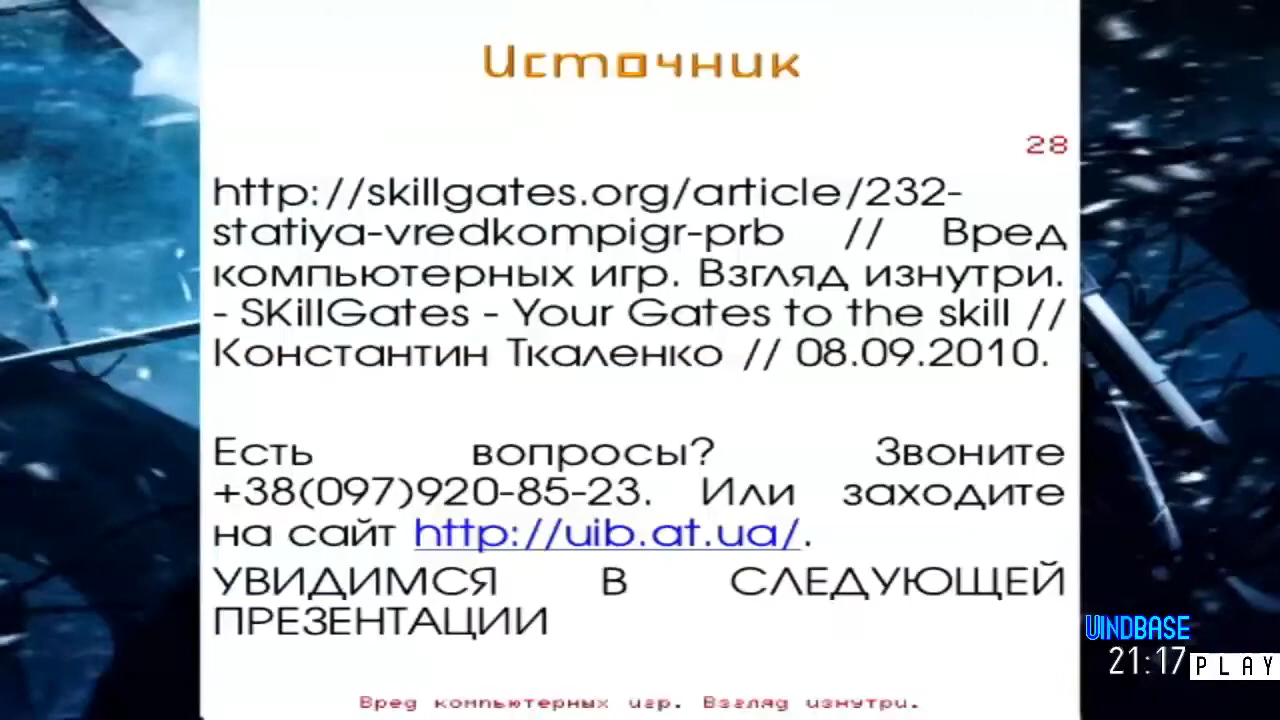 Источник
28
http://skillgates.org/article/232-
statiya-vredkompigr-prb // Вред
компьютерных игр. Взгляд изнутри.
- SKillGates - Your Gates to the skill //
Константин Ткаленко // 08.09.2010.
Есть вопросы? Звоните
+38(097)920-85-23. Или заходите
на сайт http://uib.at.ua/.
УВИДИМСЯ В СЛЕДУЮЩЕЙ
ПРЕЗЕНТАЦИИ
UINDBASE
21:17 PLAY
Вред компьютерных игр. Взгляд изнутри.